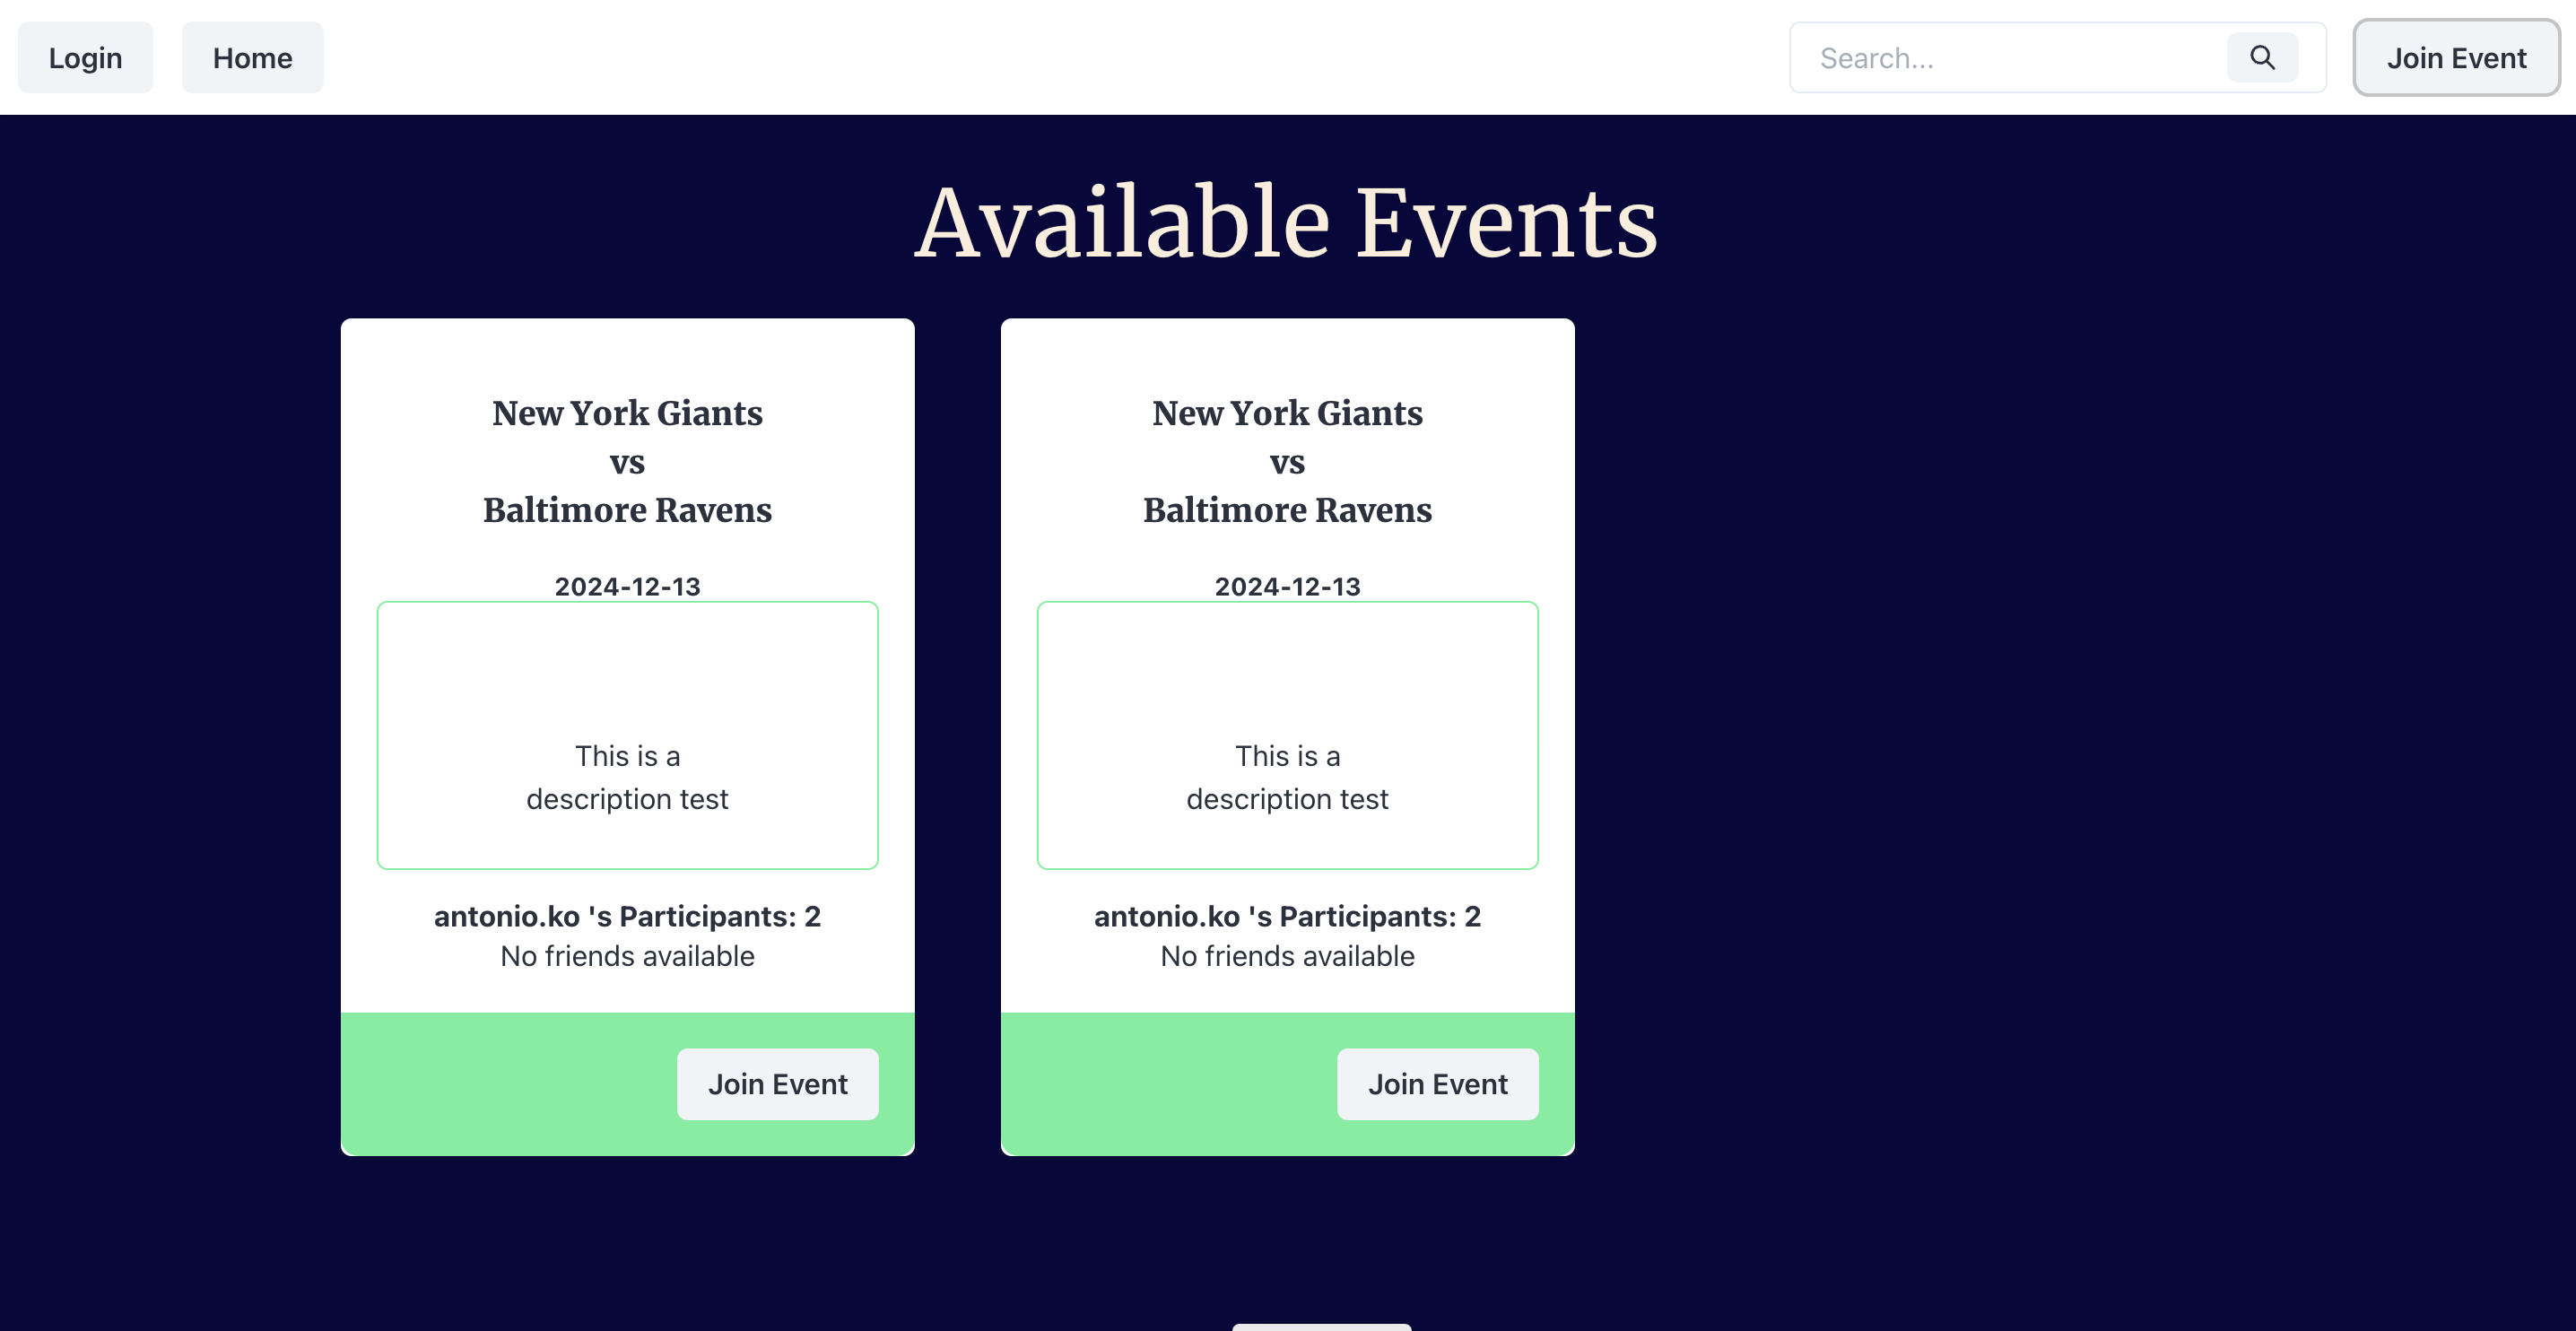 Login
Home
Search...
Join Event
Available Events
New York Giants
vs
Baltimore Ravens
2024-12-13
This is a
description test
antonio.ko 's Participants: 2
No friends available
Join Event
New York Giants
vs
Baltimore Ravens
2024-12-13
This is a
description test
antonio.ko 's Participants: 2
No friends available
Join Event